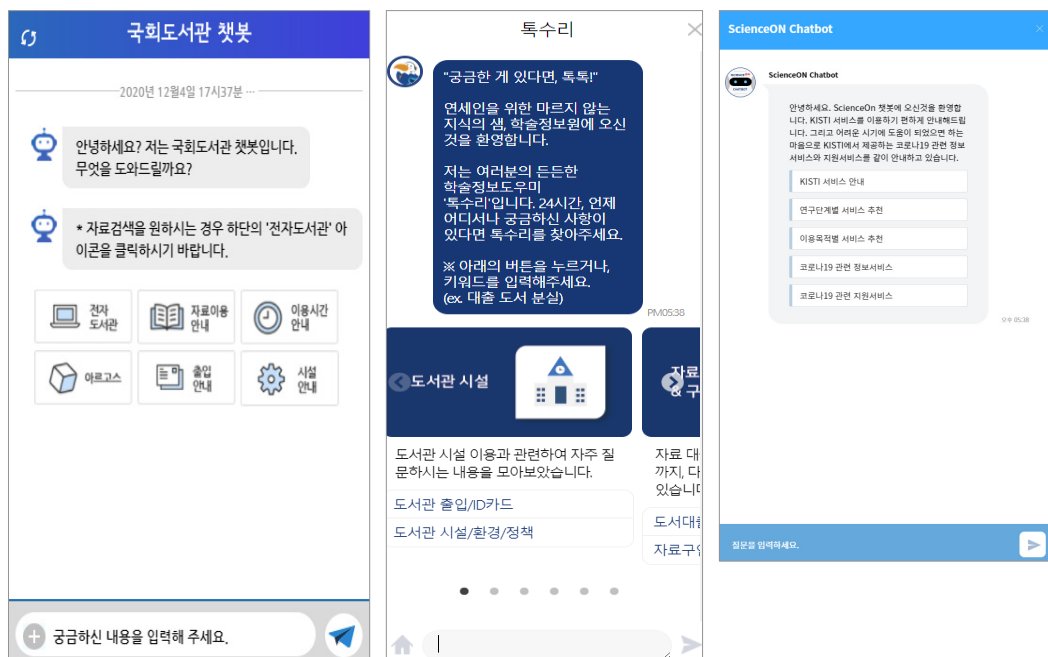 국회도서관 챗봇
2020년 12월4일 17시37분 ···
안녕하세요? 저는 국회도서관 챗봇입니다.
무엇을 도와드릴까요?
* 자료검색을 원하시는 경우 하단의 '전자도서관' 아
이콘을 클릭하시기 바랍니다.
전자
도서관
자료이용
안내
이용시간
안내
아르고스
출입
안내
시설
안내
궁금하신 내용을 입력해 주세요.
톡수리
"궁금한 게 있다면, 톡톡!"
연세인을 위한 마르지 않는
지식의 샘, 학술정보원에 오신
것을 환영합니다.
저는 여러분의 든든한
학술정보도우미
'톡수리'입니다. 24시간, 언제
어디서나 궁금하신 사항이
있다면 톡수리를 찾아주세요.
※ 아래의 버튼을 누르거나,
키워드를 입력해주세요.
(ex. 대출 도서 분실)
PM05:38
도서관 시설
자료
& 구
도서관 시설 이용과 관련하여 자주 질
문하시는 내용을 모아보았습니다.
도서관 출입/ID카드
도서관 시설/환경/정책
자료 대
까지, 다
있습니다
도서대출
자료구입
ScienceON Chatbot
ScienceON Chatbot
안녕하세요. ScienceOn 챗봇에 오신것을 환영합
니다. KISTI 서비스를 이용하기 편하게 안내해드립
니다. 그리고 어려운 시기에 도움이 되었으면 하는
마음으로 KISTI에서 제공하는 코로나19 관련 정보
서비스와 지원서비스를 같이 안내하고 있습니다.
KISTI 서비스 안내
연구단계별 서비스 추천
이용목적별 서비스 추천
코로나19 관련 정보서비스
코로나19 관련 지원서비스
오후 05:38
질문을 입력하세요.